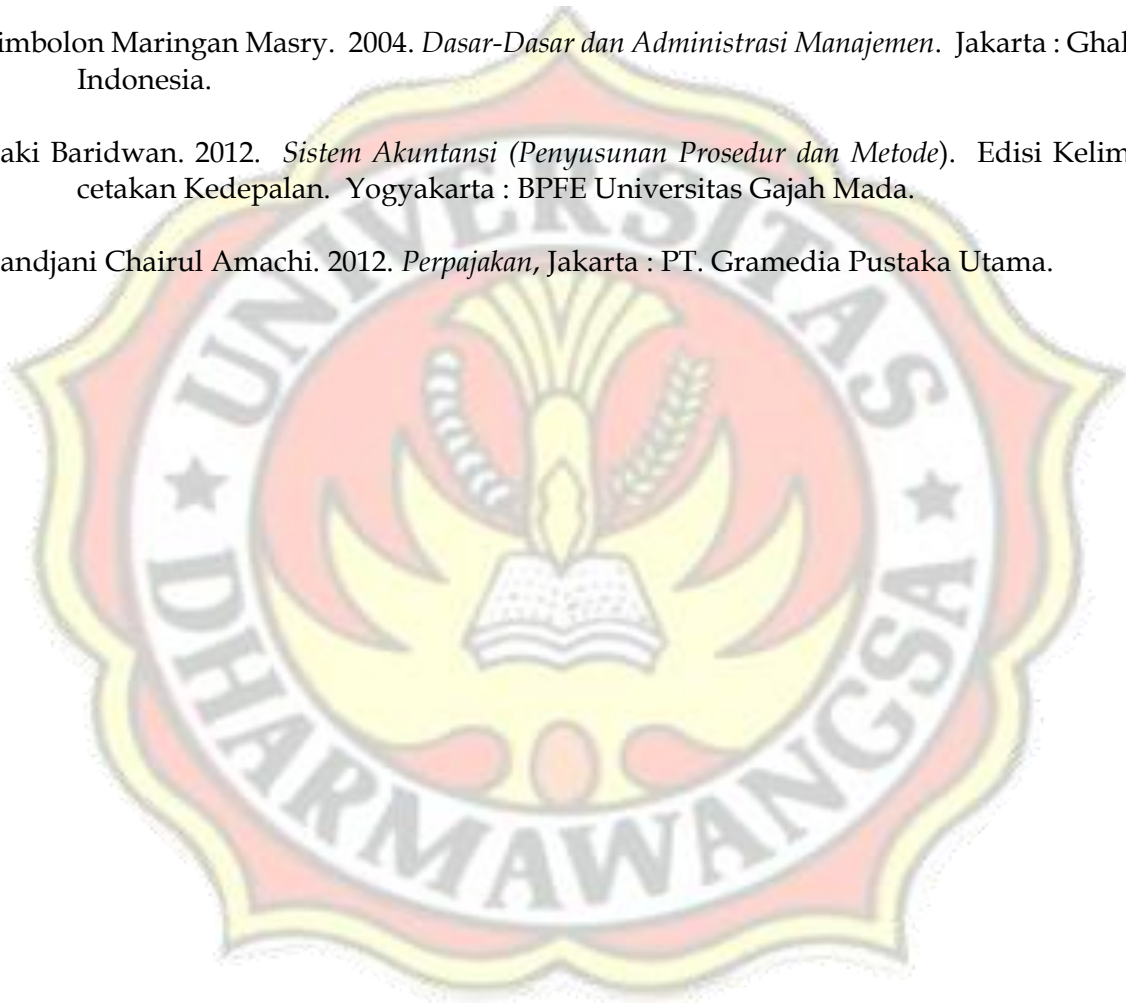 imbolon Maringan Masry. 2004. Dasar-Dasar dan Administrasi Manajemen. Jakarta : Ghal
Indonesia.
aki Baridwan. 2012. Sistem Akuntansi (Penyusunan Prosedur dan Metode). Edisi Kelim
cetakan Kedepalan. Yogyakarta : BPFE Universitas Gajah Mada.
andjani Chairul Amachi. 2012. Perpajakan, Jakarta : PT. Gramedia Pustaka Utama.
UNIVERSITAS
DHARMAWANGSA